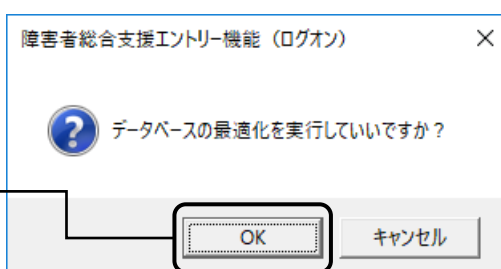 障害者総合支援エントリー機能（ログオン）
データベースの最適化を実行していいですか？
OK
キャンセル